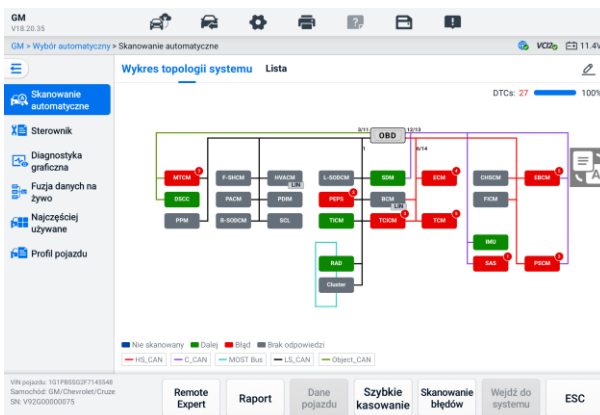 GM
V18.20.35
GM > Wybór automatyczny > Skanowanie automatyczne
VCI 11.4V
Wykres topologii systemu Lista
DTCs: 27 100%
Skanowanie
automatyczne
Sterownik
Diagnostyka
graficzna
Fuzja danych na
żywo
Najczęściej
używane
Profil pojazdu
3/11 OBD 12/13
1 6/14
MTCM F-SHCM HVACM L-SODCM SDM ECM CHSCM EBCM
LIN
DSCC PACM PDIM PEPS BCM FICM
LIN
PPM R-SODCM SCL TICM TCICM TCM
IMU
RAD SAS PSCM
Cluster
Nie skanowany Dalej Błąd Brak odpowiedzi
HS_CAN C_CAN MOST Bus LS_CAN Object_CAN
VIN pojazdu: 1G1PB5SG2F7145546
Samochód: GM/Chevrolet/Cruze
SN: V92G00000075
Remote
Expert
Raport
Dane
pojazdu
Szybkie
kasowanie
Skanowanie
błędów
Wejdź do
systemu
ESC